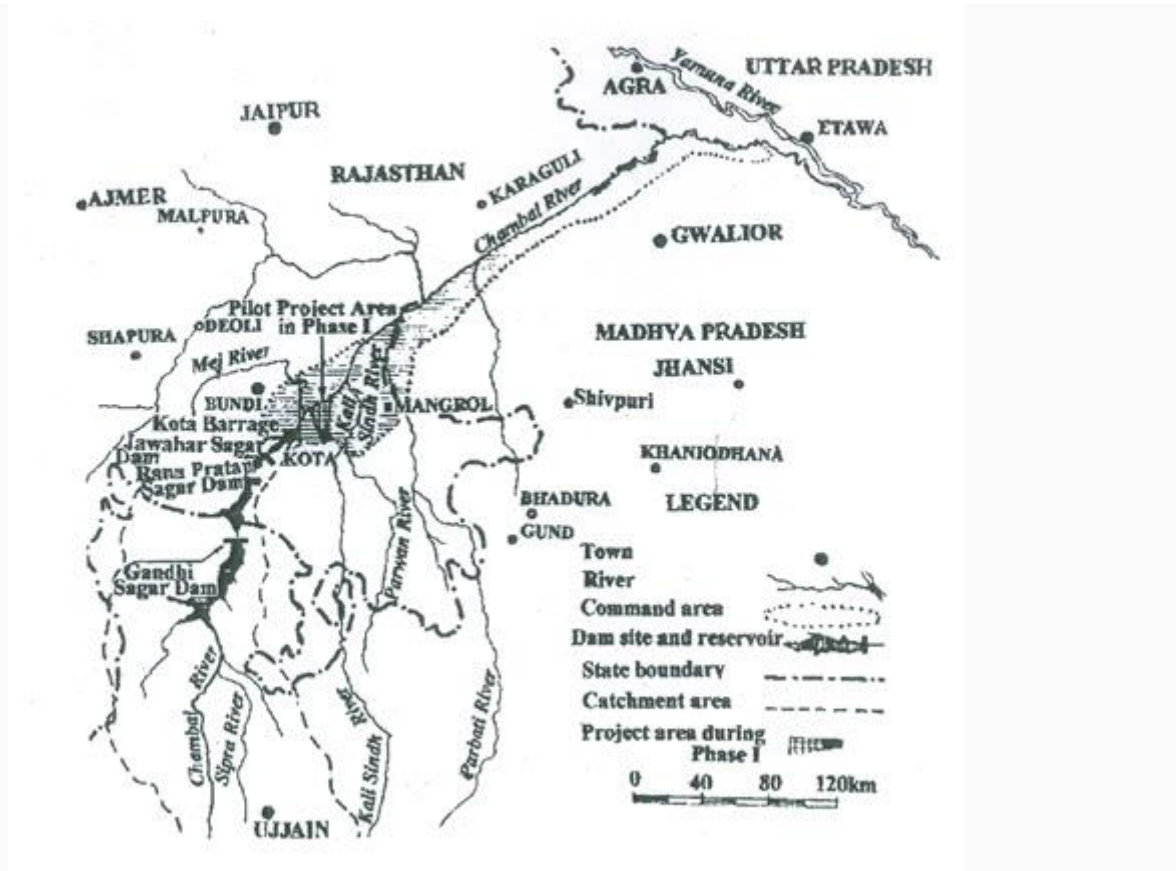 UTTAR PRADESH
Yamuna River
AGRA
ETAWA
JAIPUR
RAJASTHAN
KARAGULI
AJMER
MALPURA
Chambal River
GWALIOR
Pilot Project Area
in Phase I
DEOLI
SHAPURA
Mej River
MADHYA PRADESH
JHANSI
BUNDI
Kali
Sindh River
MANGROL
Shivpuri
Kota Barrage
Jawahar Sagar
Dam
KOTA
Rana Pratap
Sagar Dam
KHANIODHANA
LEGEND
BHADURA
GUND
Parwan River
Gandhi
Sagar Dam
Town
River
Command area
Dam site and reservoir
State boundary
Catchment area
Project area during
Phase I
0 40 80 120km
Chambal River
Sipra River
Kali Sindh River
Parbati River
UJJAIN